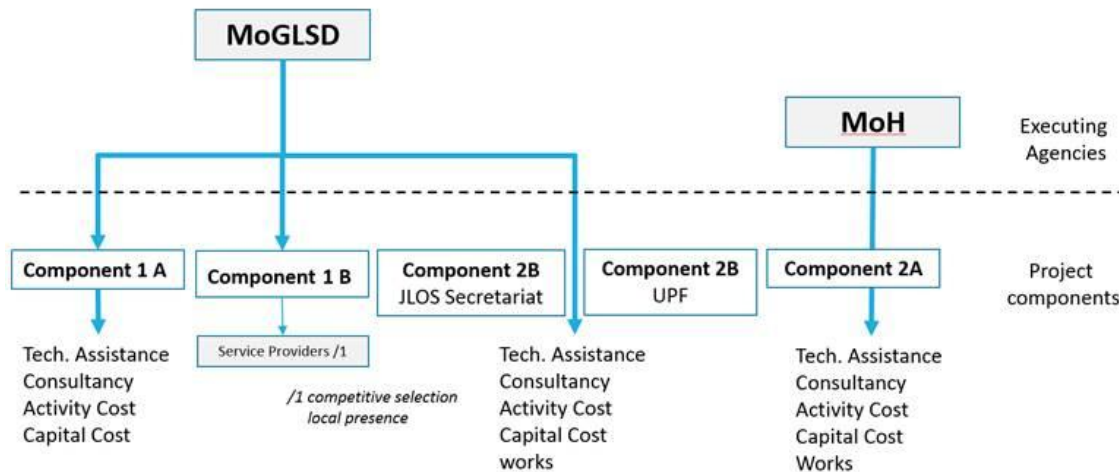 MoGLSD
MoH
Executing
Agencies
Component 1 A
Component 1 B
Component 2B
JLOS Secretariat
Component 2B
UPF
Component 2A
Project
components
Service Providers /1
/1 competitive selection
local presence
Tech. Assistance
Consultancy
Activity Cost
Capital Cost
Tech. Assistance
Consultancy
Activity Cost
Capital Cost
works
Tech. Assistance
Consultancy
Activity Cost
Capital Cost
Works